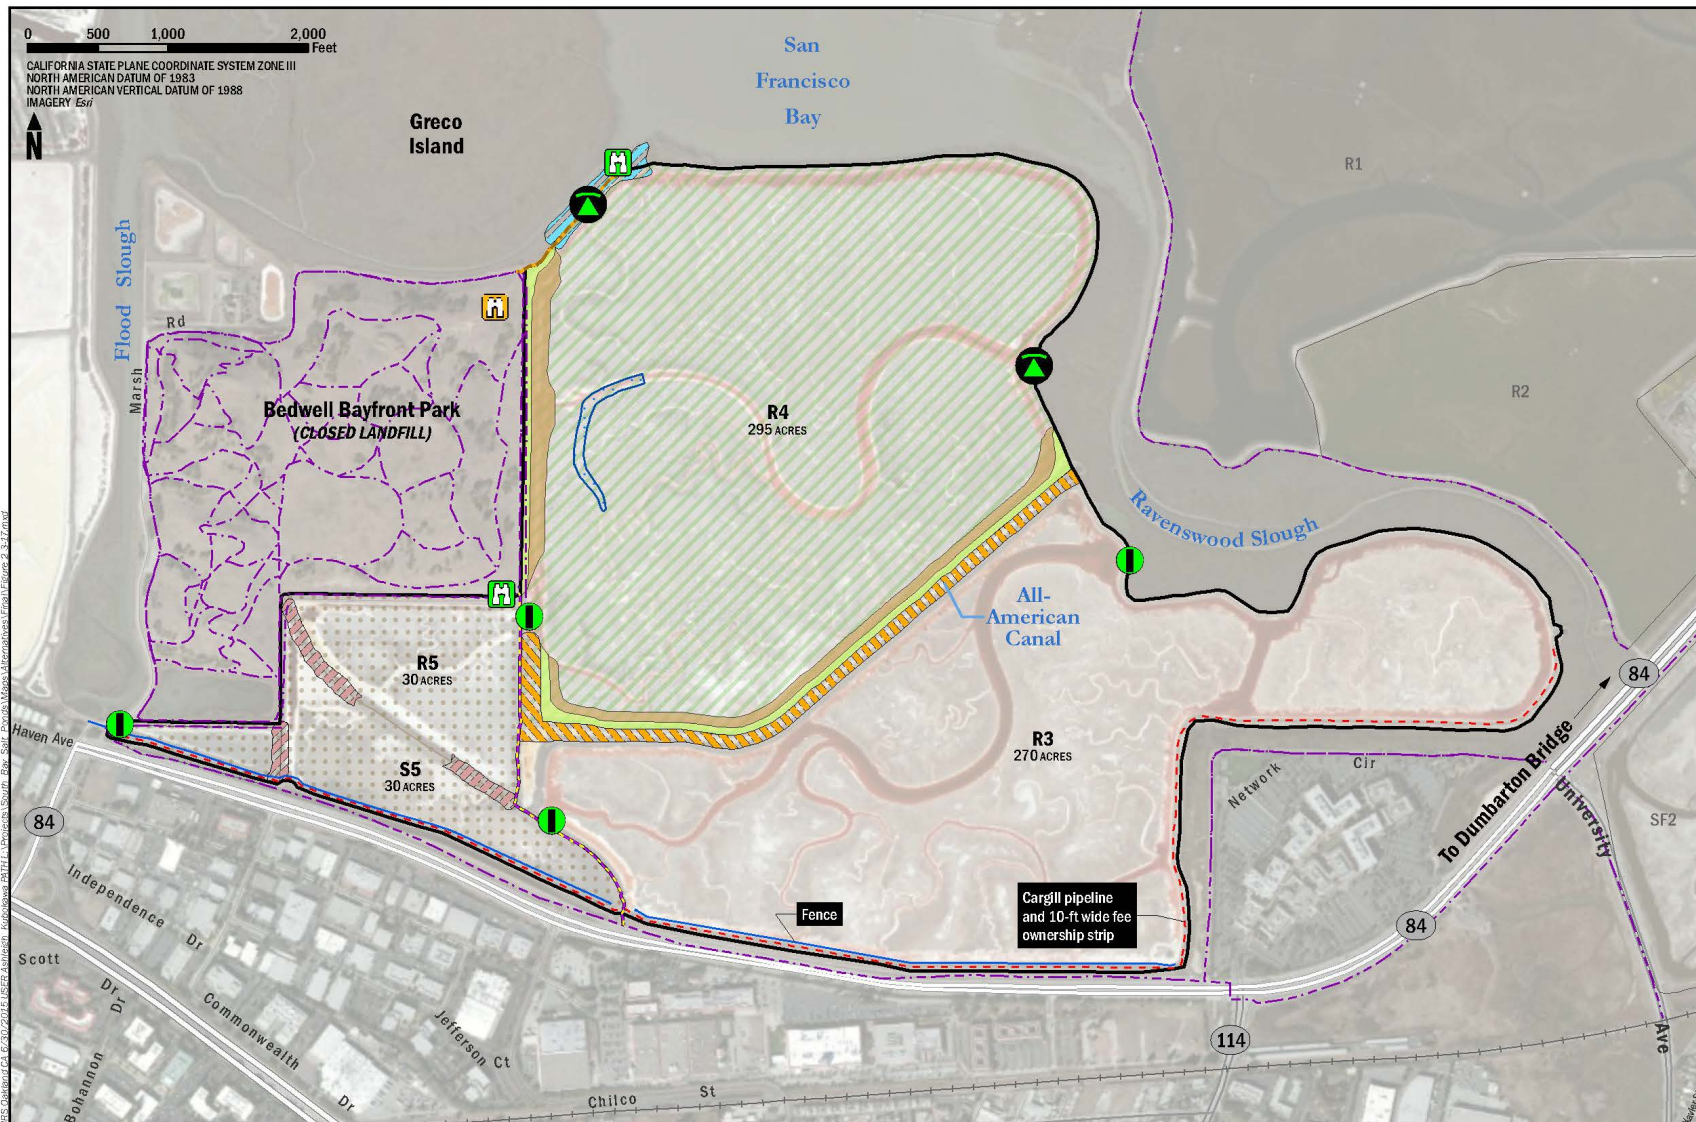 0 500 1,000 2,000
Feet
CALIFORNIA STATE PLANE COORDINATE SYSTEM ZONE III
NORTH AMERICAN DATUM OF 1983
NORTH AMERICAN VERTICAL DATUM OF 1988
IMAGERY Esri
N
San
Francisco
Bay
Greco
Island
R1
Flood Slough
Rd
Marsh
Bedwell Bayfront Park
(CLOSED LANDFILL)
R4
295 ACRES
R2
Ravenswood Slough
All-
American
Canal
R5
30 ACRES
84
Haven Ave
R3
270 ACRES
S5
30 ACRES
Network
Cir
To Dumbarton Bridge
University
Ave
SF2
84
Independence
Dr
Fence
Cargill pipeline
and 10-ft wide fee
ownership strip
84
Scott
Dr
Dr
Commonwealth
Dr
Jefferson
Ct
114
Bohannon
Chilco
St